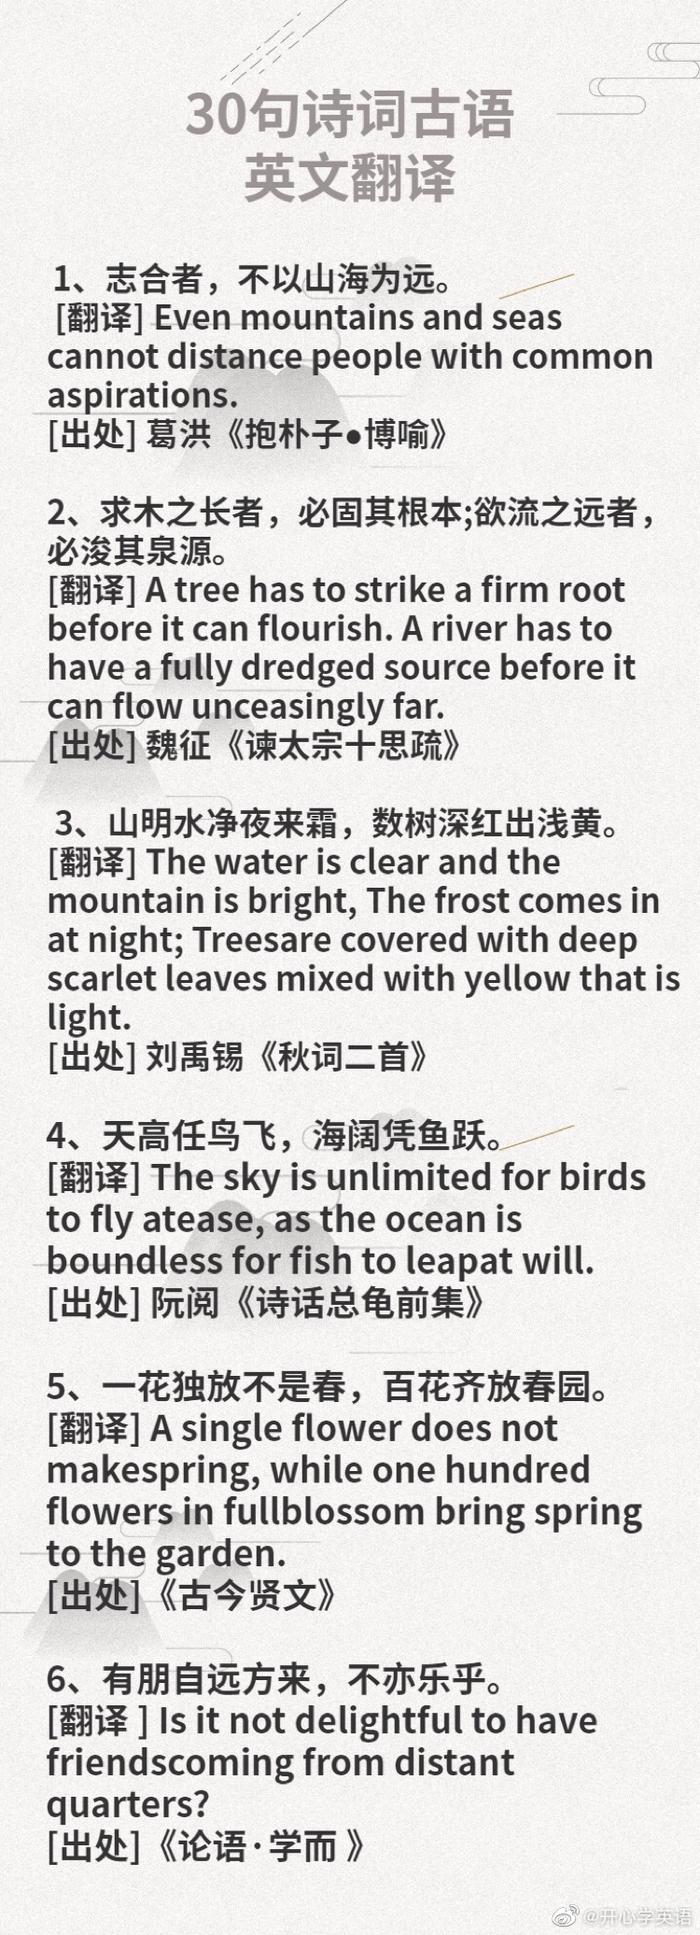 30句诗词古语
英文翻译
1、志合者，不以山海为远。
[翻译] Even mountains and seas
cannot distance people with common
aspirations.
[出处] 葛洪《抱朴子●博喻》
2、求木之长者，必固其根本;欲流之远者，
必浚其泉源。
[翻译] A tree has to strike a firm root
before it can flourish. A river has to
have a fully dredged source before it
can flow unceasingly far.
[出处] 魏征《谏太宗十思疏》
3、山明水净夜来霜，数树深红出浅黄。
[翻译] The water is clear and the
mountain is bright, The frost comes in
at night; Treesare covered with deep
scarlet leaves mixed with yellow that is
light.
[出处] 刘禹锡《秋词二首》
4、天高任鸟飞，海阔凭鱼跃。
[翻译] The sky is unlimited for birds
to fly atease, as the ocean is
boundless for fish to leapat will.
[出处] 阮阅《诗话总龟前集》
5、一花独放不是春，百花齐放春园。
[翻译] A single flower does not
makespring, while one hundred
flowers in fullblossom bring spring
to the garden.
[出处]《古今贤文》
6、有朋自远方来，不亦乐乎。
[翻译 ] Is it not delightful to have
friendscoming from distant
quarters?
[出处]《论语·学而 》
@开心学英语